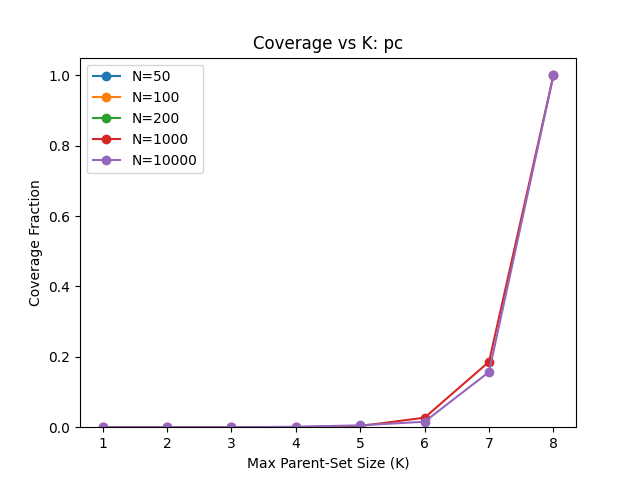 Coverage vs K: pc
N=50
N=100
N=200
N=1000
N=10000
1.0
0.8
0.6
0.4
0.2
0.0
Coverage Fraction
1 2 3 4 5 6 7 8
Max Parent-Set Size (K)